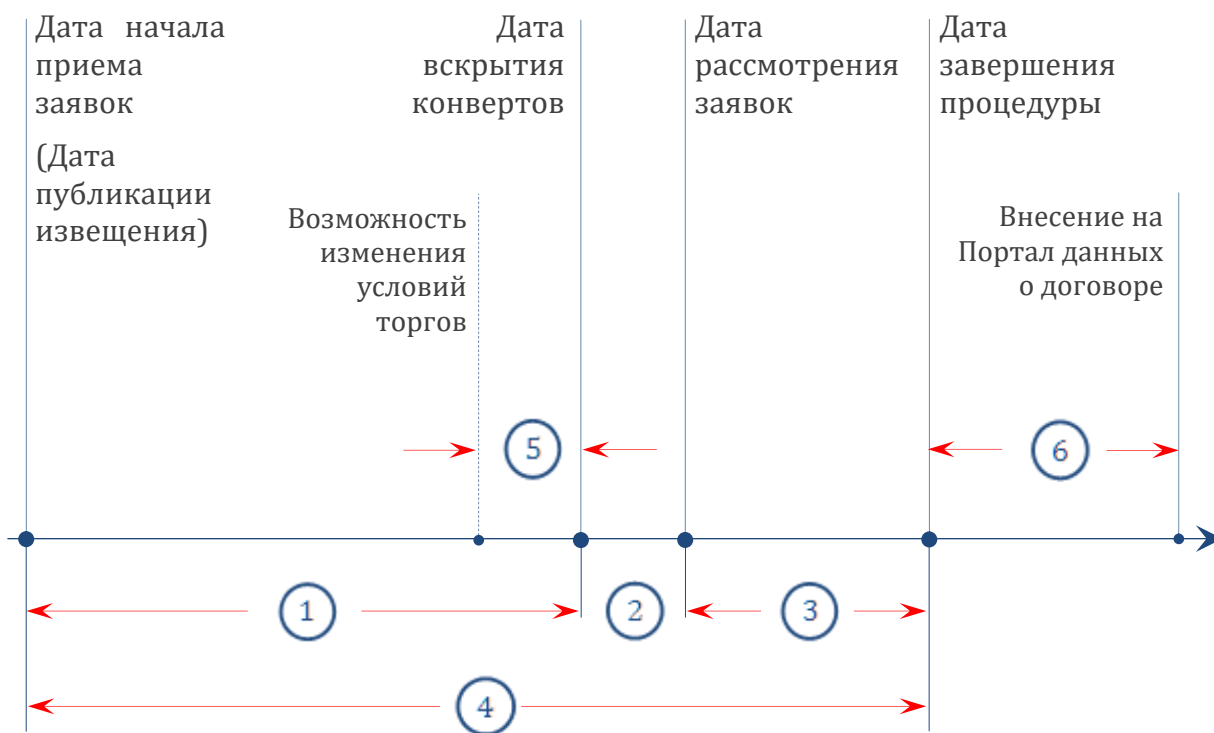 Дата начала
приема
заявок
(Дата
публикации
извещения)
Дата
вскрытия
конвертов
Дата
рассмотрения
заявок
Дата
завершения
процедуры
Возможность
изменения
условий
торгов
Внесение на
Портал данных
о договоре
5
6
1
2
3
4